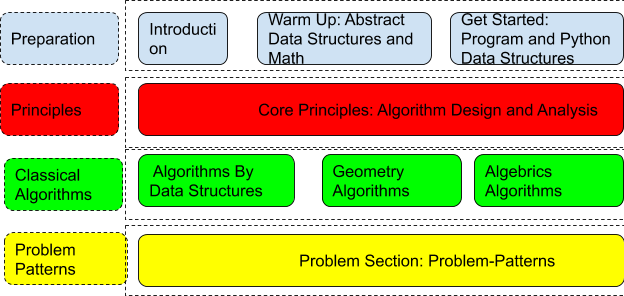 Preparation
Introducti
on
Warm Up: Abstract
Data Structures and
Math
Get Started:
Program and Python
Data Structures
Principles
Core Principles: Algorithm Design and Analysis
Classical
Algorithms
Algorithms By
Data Structures
Geometry
Algorithms
Algebrics
Algorithms
Problem
Patterns
Problem Section: Problem-Patterns